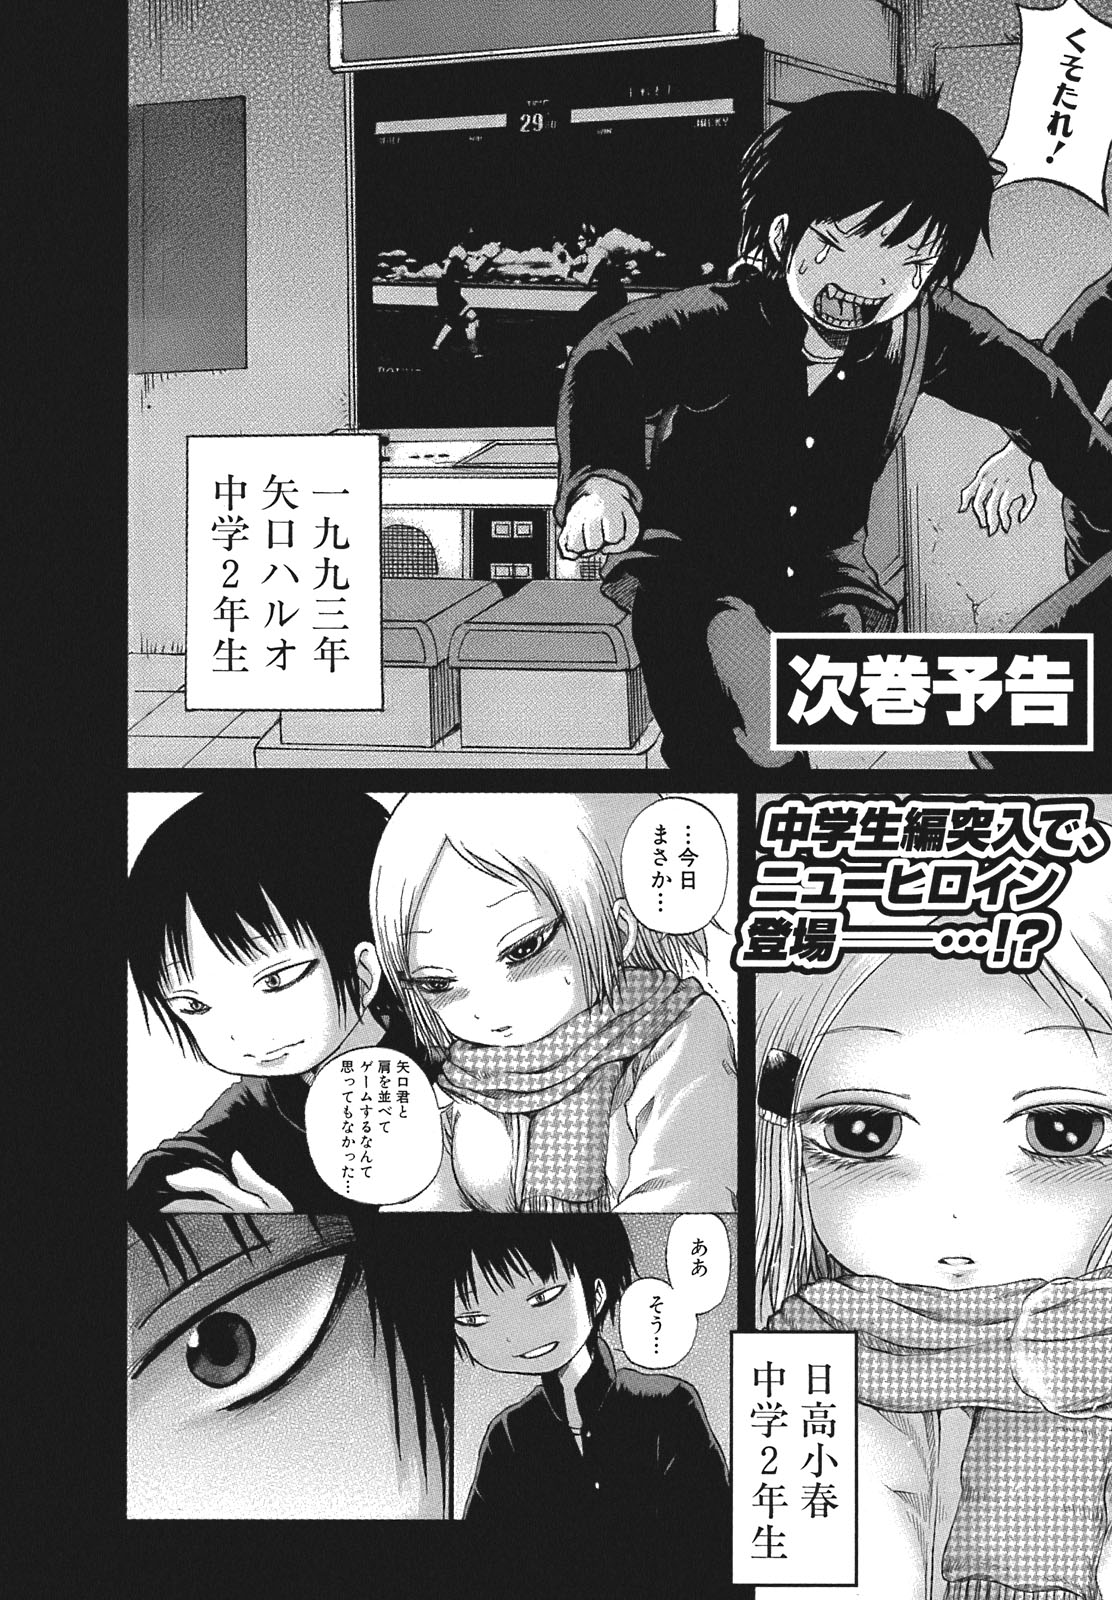 くそたれ!
TIME
29
JACKY
一九九三年
矢口ハルオ
中学2年生
次巻予告
中学生編突入で、
ニューヒロイン
登場――…!?
…今日
まさか…
矢口君と
肩を並べて
ゲームするなんて
思ってもなかった…
ああ
そう…
日高小春
中学2年生